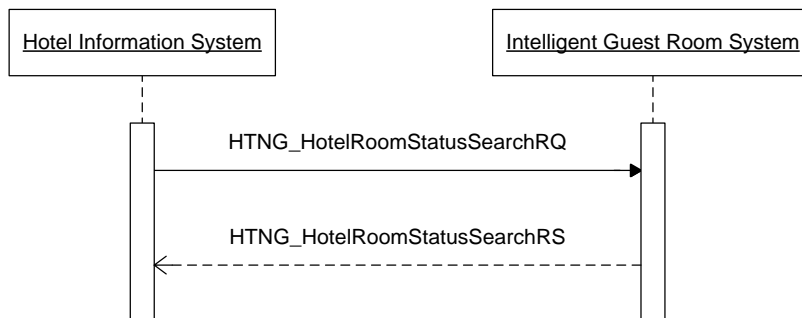 Hotel Information System
Intelligent Guest Room System
HTNG_HotelRoomStatusSearchRQ
HTNG_HotelRoomStatusSearchRS